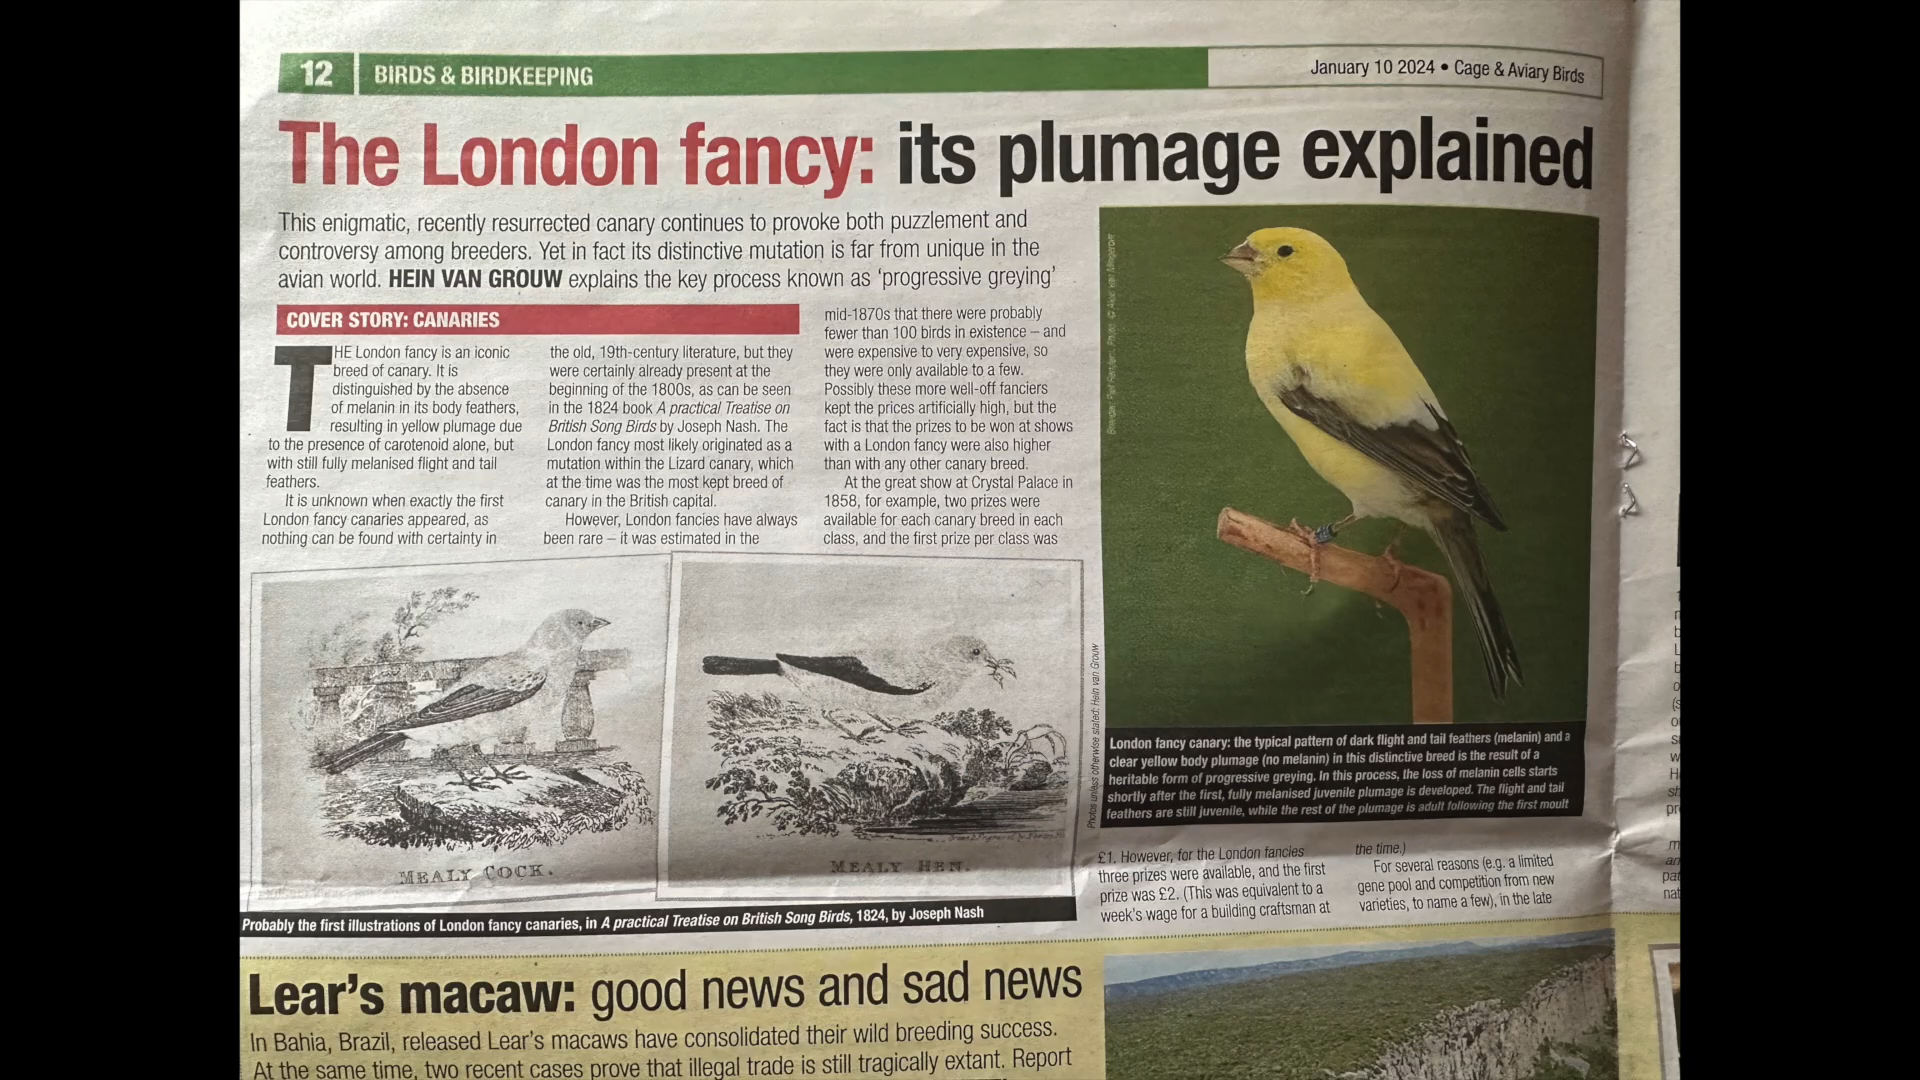 12 BIRDS & BIRDKEEPING
January 10 2024 • Cage & Aviary Birds
The London fancy: its plumage explained
This enigmatic, recently resurrected canary continues to provoke both puzzlement and
controversy among breeders. Yet in fact its distinctive mutation is far from unique in the
avian world. HEIN VAN GROUW explains the key process known as ‘progressive greying’
COVER STORY: CANARIES
THE London fancy is an iconic
breed of canary. It is
distinguished by the absence
of melanin in its body feathers,
resulting in yellow plumage due
to the presence of carotenoid alone, but
with still fully melanised flight and tail
feathers.
It is unknown when exactly the first
London fancy canaries appeared, as
nothing can be found with certainty in
the old, 19th-century literature, but they
were certainly already present at the
beginning of the 1800s, as can be seen
in the 1824 book A practical Treatise on
British Song Birds by Joseph Nash. The
London fancy most likely originated as a
mutation within the Lizard canary, which
at the time was the most kept breed of
canary in the British capital.
However, London fancies have always
been rare – it was estimated in the
mid-1870s that there were probably
fewer than 100 birds in existence – and
were expensive to very expensive, so
they were only available to a few.
Possibly these more well-off fanciers
kept the prices artificially high, but the
fact is that the prizes to be won at shows
with a London fancy were also higher
than with any other canary breed.
At the great show at Crystal Palace in
1858, for example, two prizes were
available for each canary breed in each
class, and the first prize per class was
MEALY COCK.
MEALY HEN.
Probably the first illustrations of London fancy canaries, in A practical Treatise on British Song Birds, 1824, by Joseph Nash
Photos unless otherwise stated: Hein van Grouw
London fancy canary: the typical pattern of dark flight and tail feathers (melanin) and a
clear yellow body plumage (no melanin) in this distinctive breed is the result of a
heritable form of progressive greying. In this process, the loss of melanin cells starts
shortly after the first, fully melanised juvenile plumage is developed. The flight and tail
feathers are still juvenile, while the rest of the plumage is adult following the first moult
£1. However, for the London fancies
three prizes were available, and the first
prize was £2. (This was equivalent to a
week's wage for a building craftsman at
the time.)
For several reasons (e.g. a limited
gene pool and competition from new
varieties, to name a few), in the late
Lear’s macaw: good news and sad news
In Bahia, Brazil, released Lear’s macaws have consolidated their wild breeding success.
At the same time, two recent cases prove that illegal trade is still tragically extant. Report